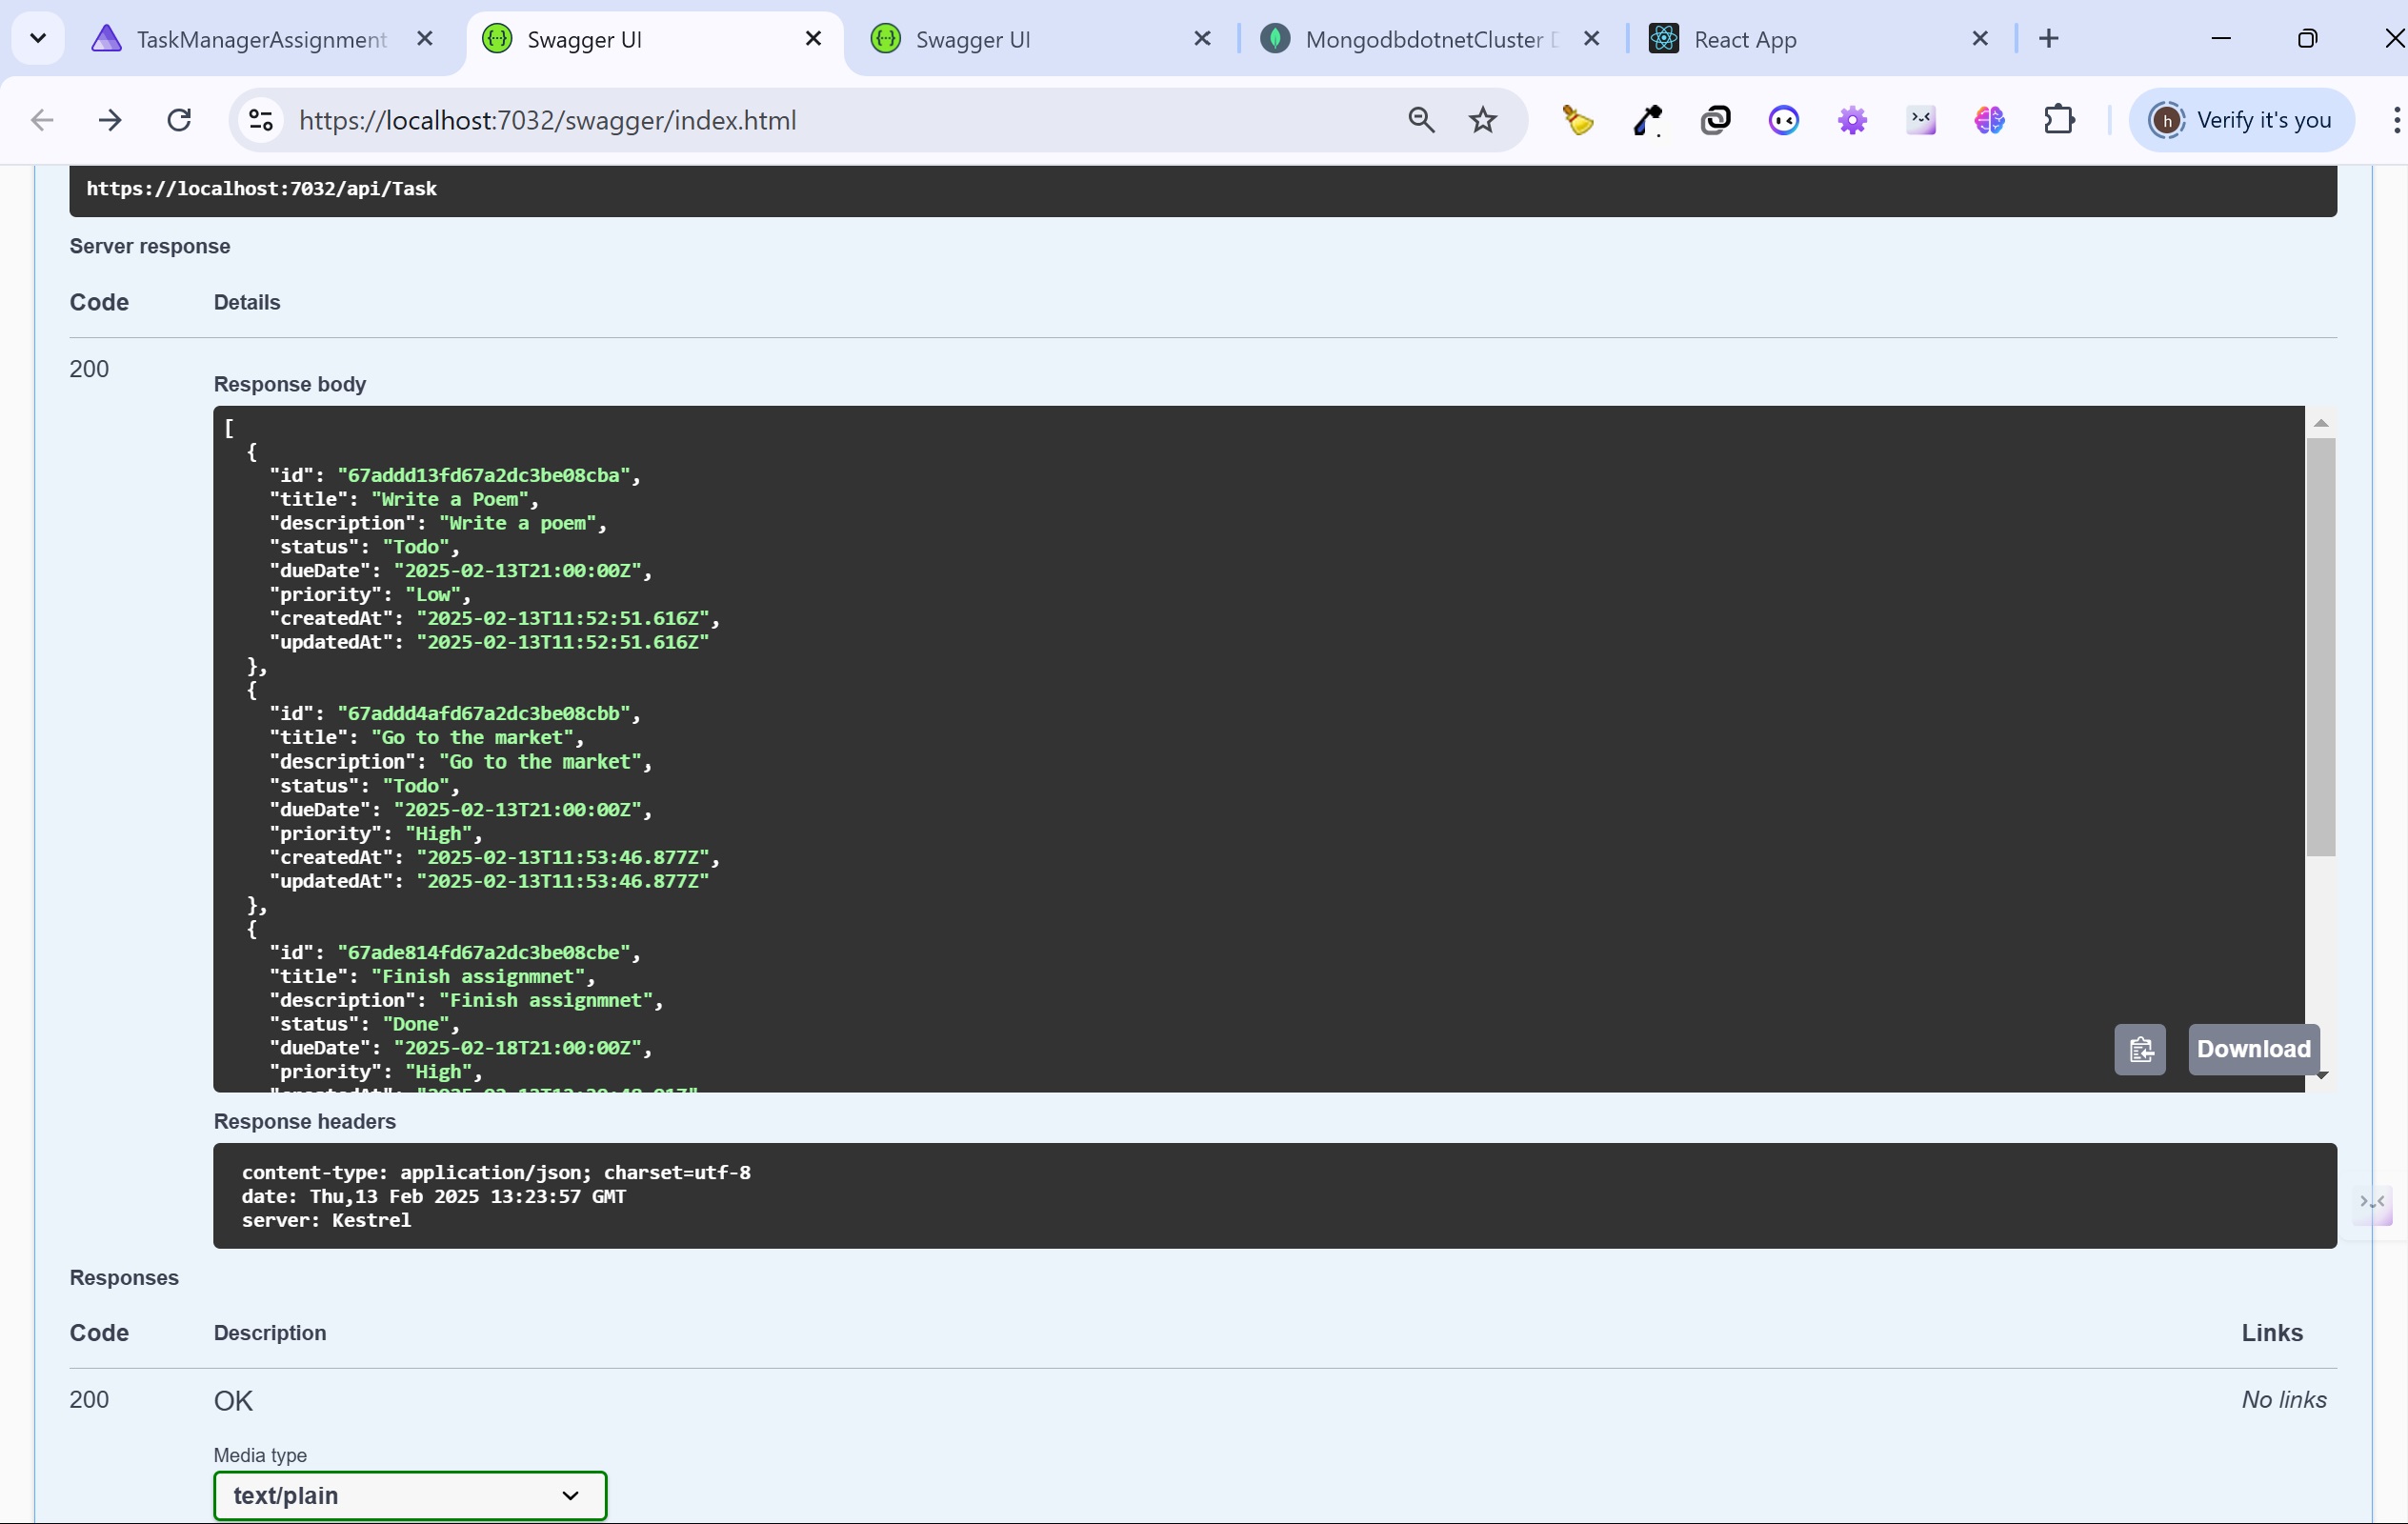 TaskManagerAssignment
Swagger UI
Swagger UI
MongodbdotnetCluster
React App
https://localhost:7032/swagger/index.html
h
Verify it's you
https://localhost:7032/api/Task
Server response
Code Details
200
Response body
[
{
"id": "67addd13fd67a2dc3be08cba",
"title": "Write a Poem",
"description": "Write a poem",
"status": "Todo",
"dueDate": "2025-02-13T21:00:00Z",
"priority": "Low",
"createdAt": "2025-02-13T11:52:51.616Z",
"updatedAt": "2025-02-13T11:52:51.616Z"
},
{
"id": "67addd4afd67a2dc3be08cbb",
"title": "Go to the market",
"description": "Go to the market",
"status": "Todo",
"dueDate": "2025-02-13T21:00:00Z",
"priority": "High",
"createdAt": "2025-02-13T11:53:46.877Z",
"updatedAt": "2025-02-13T11:53:46.877Z"
},
{
"id": "67ade814fd67a2dc3be08cbe",
"title": "Finish assignmnet",
"description": "Finish assignmnet",
"status": "Done",
"dueDate": "2025-02-18T21:00:00Z",
"priority": "High",
Download
Response headers
content-type: application/json; charset=utf-8
date: Thu,13 Feb 2025 13:23:57 GMT
server: Kestrel
Responses
Code Description Links
200 OK No links
Media type
text/plain